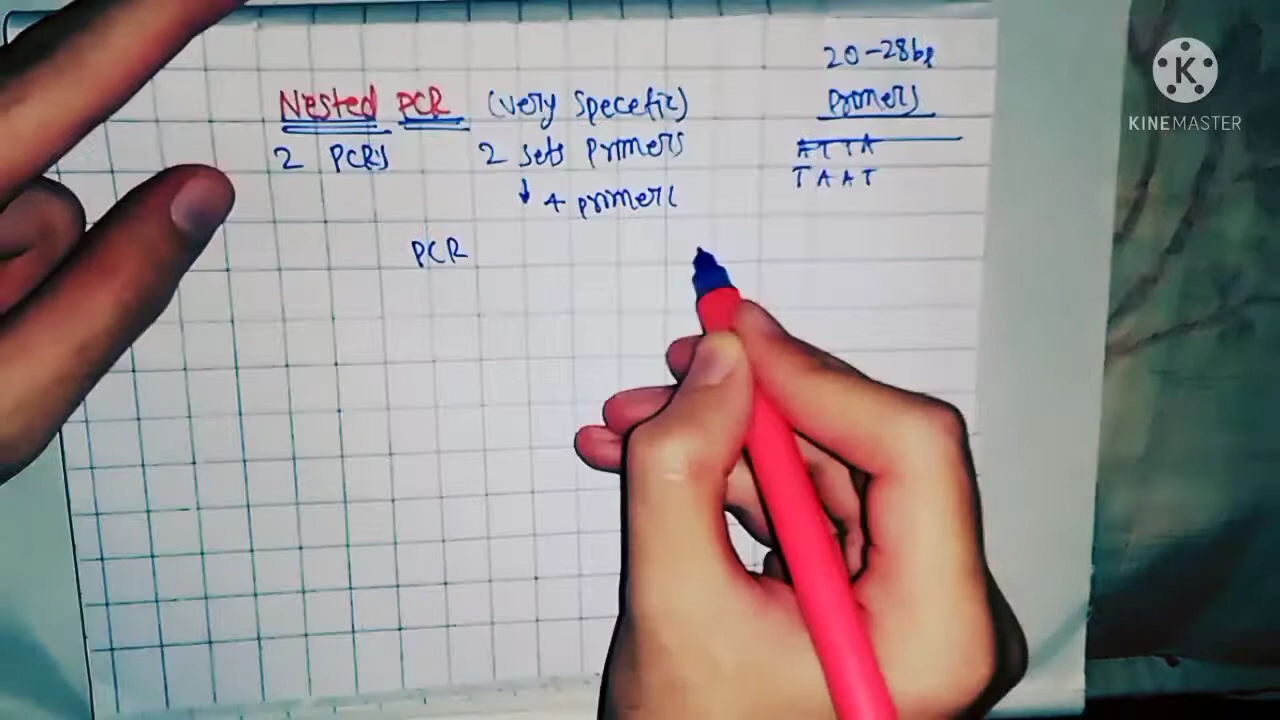 20-28bp
Nested PCR (very specefic)
primers
2 PCRs 2 sets primers
ATTA
TAAT
↓ 4 primers
PCR
K
KINEMASTER